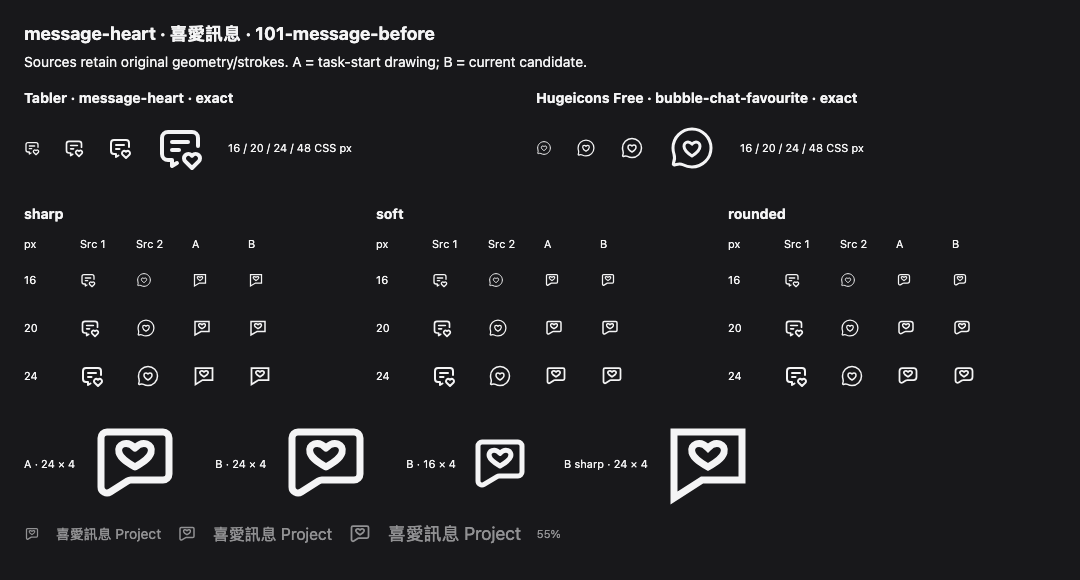 message-heart · 喜愛訊息 · 101-message-before
Sources retain original geometry/strokes. A = task-start drawing; B = current candidate.
Tabler · message-heart · exact
Hugeicons Free · bubble-chat-favourite · exact
16 / 20 / 24 / 48 CSS px
16 / 20 / 24 / 48 CSS px
sharp
soft
rounded
px Src 1 Src 2 A B
px Src 1 Src 2 A B
px Src 1 Src 2 A B
16
16
16
20
20
20
24
24
24
A · 24 × 4
B · 24 × 4
B · 16 × 4
B sharp · 24 × 4
喜愛訊息 Project
喜愛訊息 Project
喜愛訊息 Project
55%